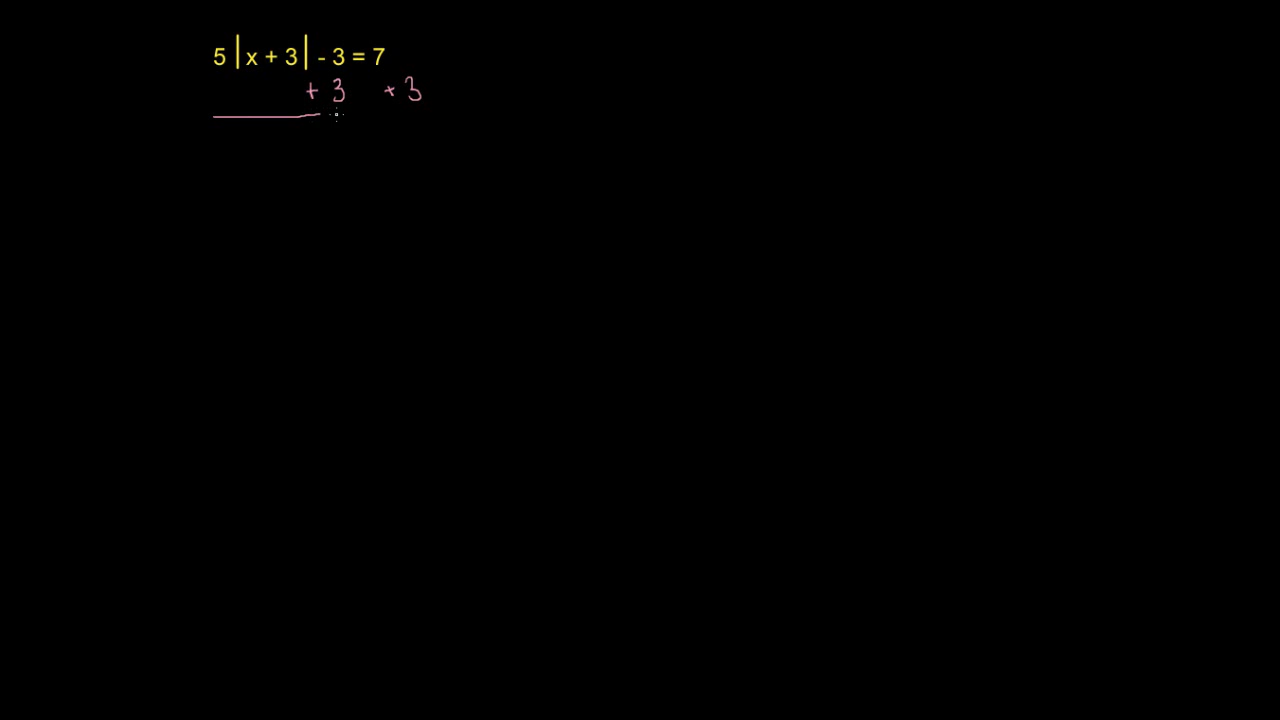 5 |x + 3| - 3 = 7
+ 3 + 3